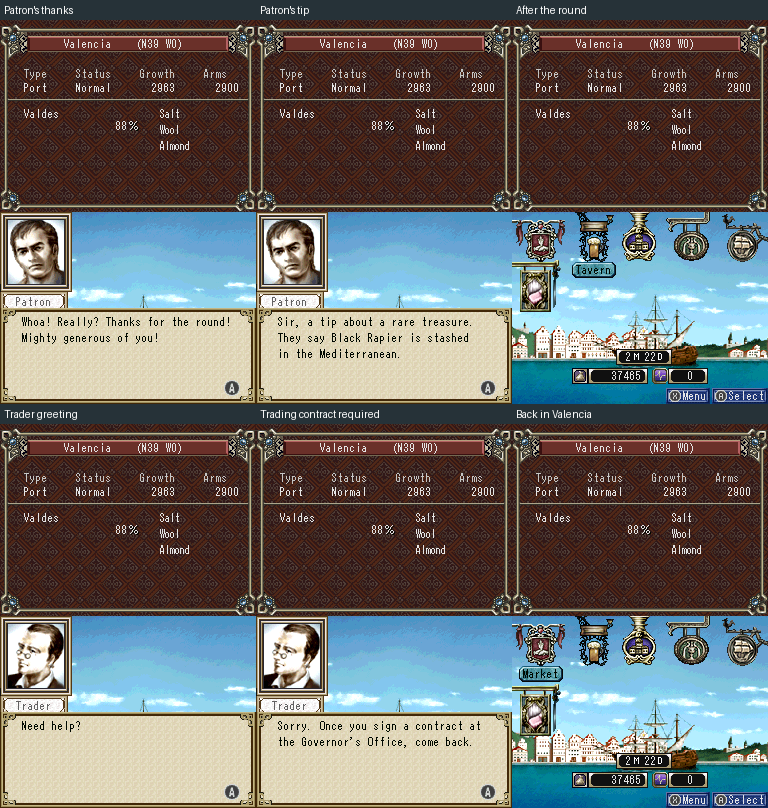 Patron's thanks
Valencia (N39 W0)
Type Status Growth Arms
Port Normal 2963 2900
Valdes
88%
Salt
Wool
Almond
Patron
Whoa! Really? Thanks for the round!
Mighty generous of you!
A
Patron's tip
Valencia (N39 W0)
Type Status Growth Arms
Port Normal 2963 2900
Valdes
88%
Salt
Wool
Almond
Patron
Sir, a tip about a rare treasure.
They say Black Rapier is stashed
in the Mediterranean.
A
After the round
Valencia (N39 W0)
Type Status Growth Arms
Port Normal 2963 2900
Valdes
88%
Salt
Wool
Almond
Tavern
2M 22D
37465 0
X Menu A Select
Trader greeting
Valencia (N39 W0)
Type Status Growth Arms
Port Normal 2963 2900
Valdes
88%
Salt
Wool
Almond
Trader
Need help?
A
Trading contract required
Valencia (N39 W0)
Type Status Growth Arms
Port Normal 2963 2900
Valdes
88%
Salt
Wool
Almond
Trader
Sorry. Once you sign a contract at
the Governor's Office, come back.
A
Back in Valencia
Valencia (N39 W0)
Type Status Growth Arms
Port Normal 2963 2900
Valdes
88%
Salt
Wool
Almond
Market
2M 22D
37465 0
X Menu A Select